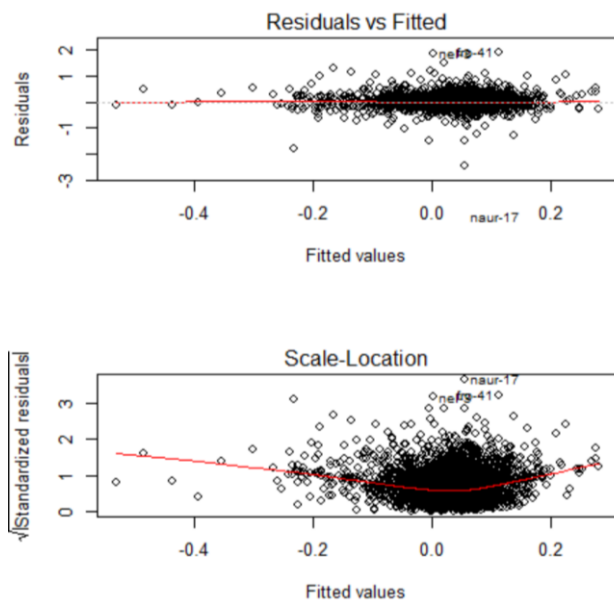 Residuals vs Fitted
Residuals
2
1
-1
-3
naur-17
-0.4 -0.2 0.0 0.2
Fitted values
Scale-Location
√|Standardized residuals|
3
2
1
0
naur-17
-0.4 -0.2 0.0 0.2
Fitted values